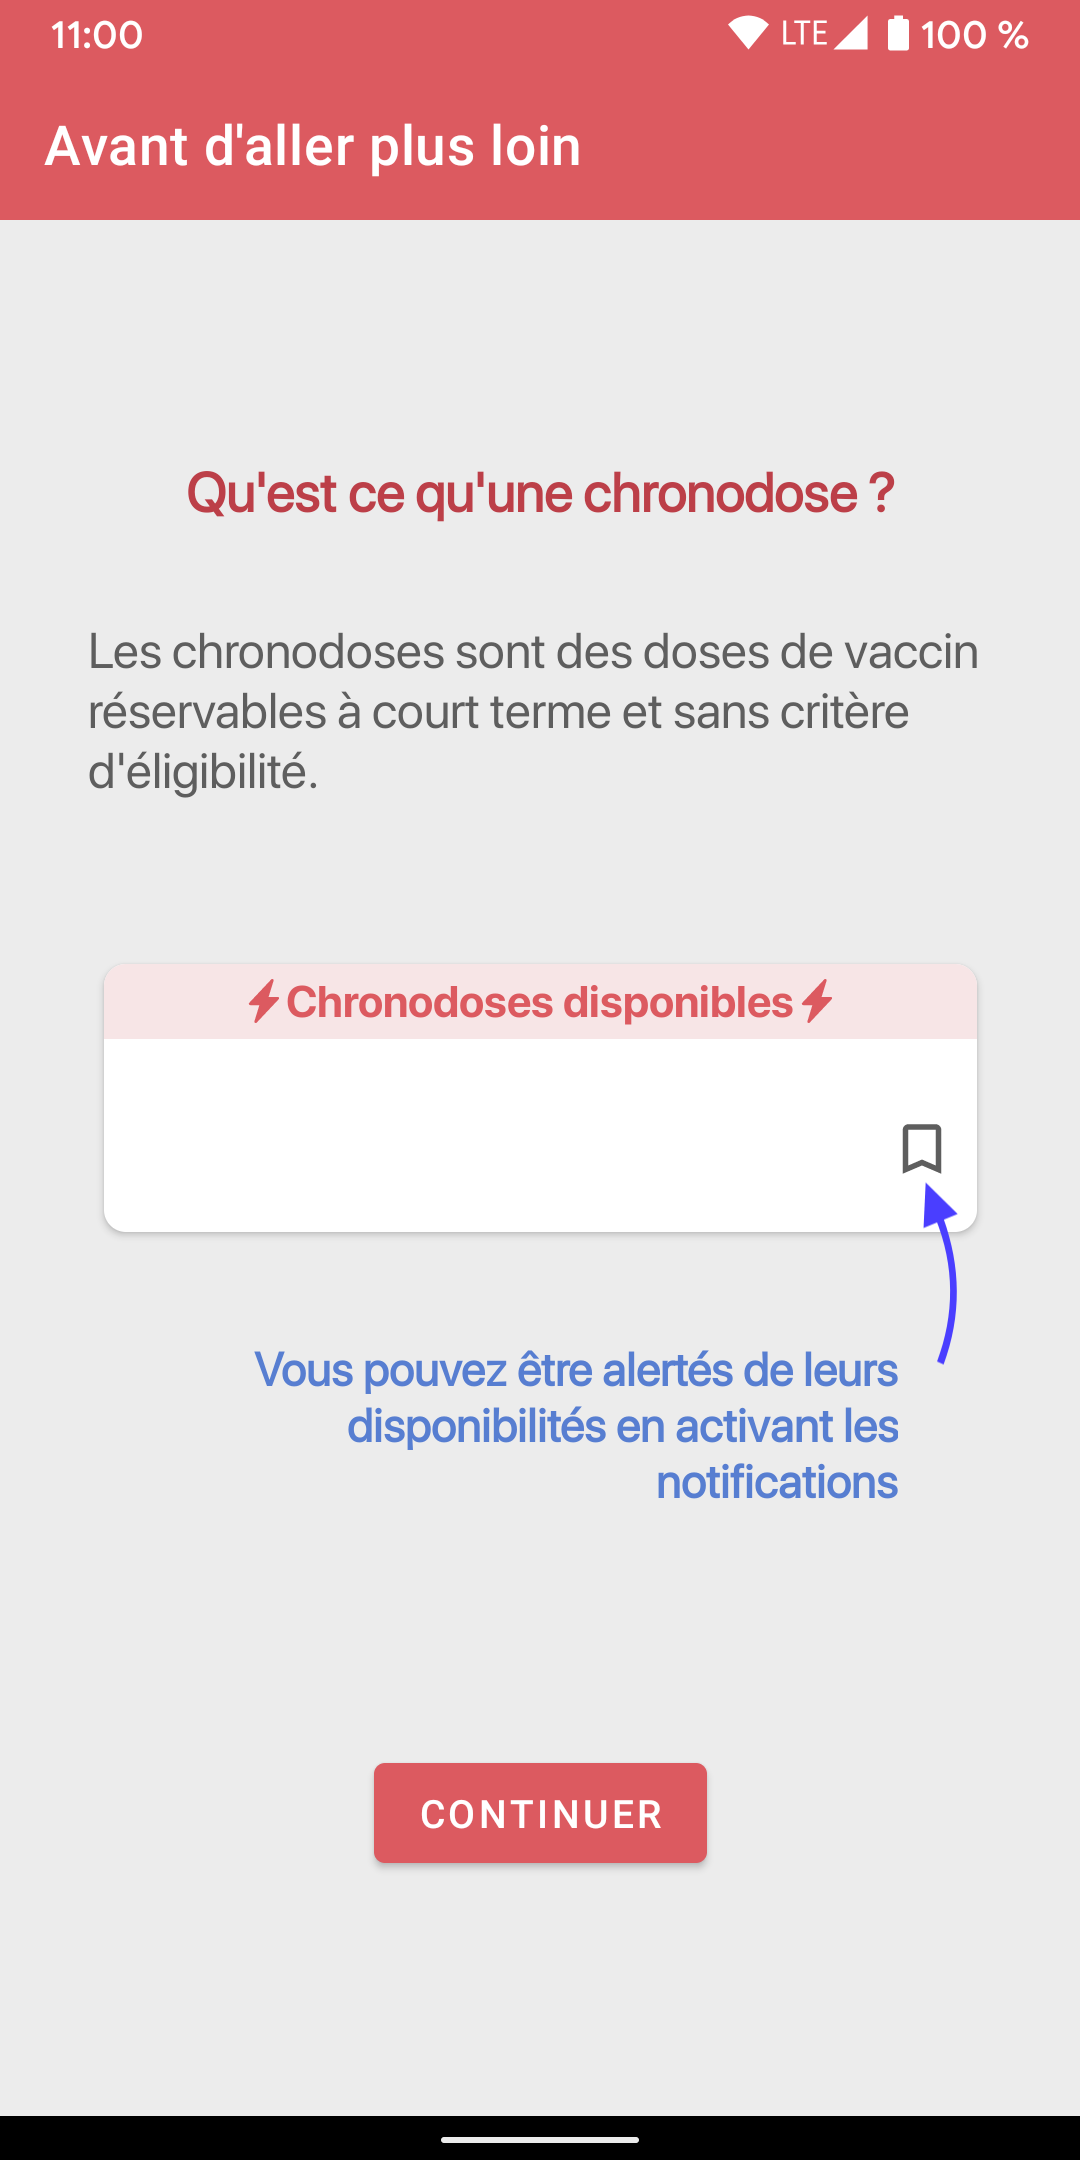 11:00 LTE 100 %
Avant d'aller plus loin
Qu'est ce qu'une chronodose ?
Les chronodoses sont des doses de vaccin
réservables à court terme et sans critère
d'éligibilité.
Chronodoses disponibles
Vous pouvez être alertés de leurs
disponibilités en activant les
notifications
CONTINUER